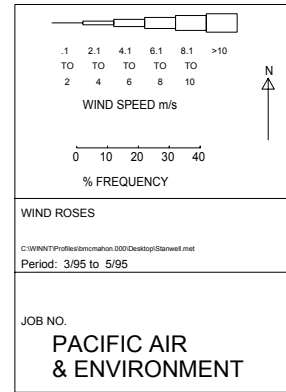 .1 2.1 4.1 6.1 8.1 >10
TO TO TO TO TO
2 4 6 8 10
WIND SPEED m/s
N
0 10 20 30 40
% FREQUENCY
WIND ROSES
C:\WINNT\Profiles\bmcmahon.000\Desktop\Stanwell.met
Period: 3/95 to 5/95
JOB NO.
PACIFIC AIR
& ENVIRONMENT